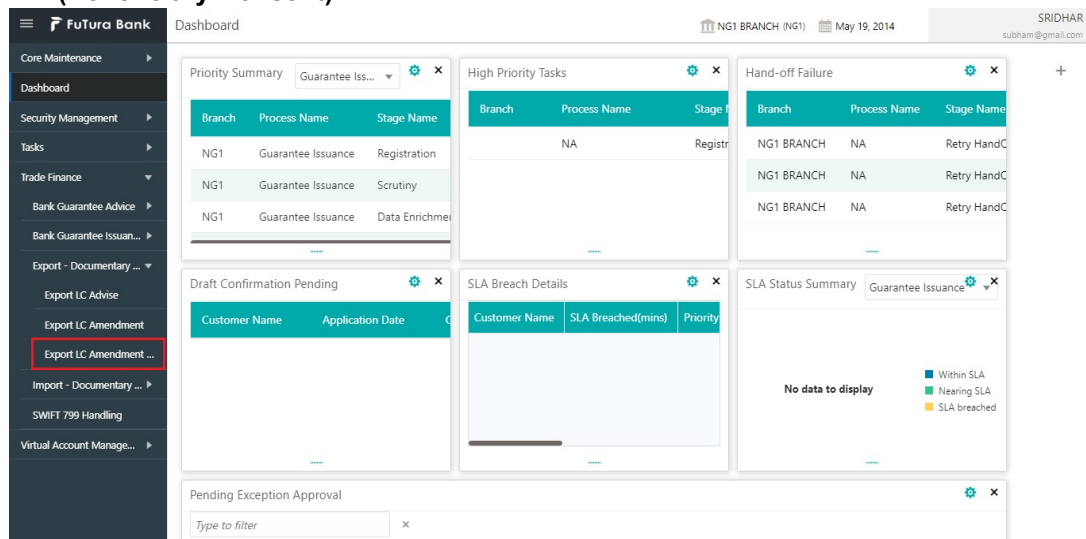 FuTura Bank
Dashboard
NG1 BRANCH (NG1)
May 19, 2014
SRIDHAR
subham@gmail.com
Core Maintenance
Dashboard
Security Management
Tasks
Trade Finance
Bank Guarantee Advice
Bank Guarantee Issuan...
Export - Documentary ...
Export LC Advise
Export LC Amendment
Export LC Amendment ...
Import - Documentary ...
SWIFT 799 Handling
Virtual Account Manage...
Priority Summary
Guarantee Iss...
Branch Process Name Stage Name
NG1 Guarantee Issuance Registration
NG1 Guarantee Issuance Scrutiny
NG1 Guarantee Issuance Data Enrichme
High Priority Tasks
Branch Process Name Stage
NA Registr
Hand-off Failure
Branch Process Name Stage Name
NG1 BRANCH NA Retry Hand
NG1 BRANCH NA Retry Hand
NG1 BRANCH NA Retry Hand
Draft Confirmation Pending
Customer Name Application Date
SLA Breach Details
Customer Name SLA Breached(mins) Priority
SLA Status Summary
Guarantee Issuance
No data to display
Within SLA
Nearing SLA
SLA breached
Pending Exception Approval
Type to filter